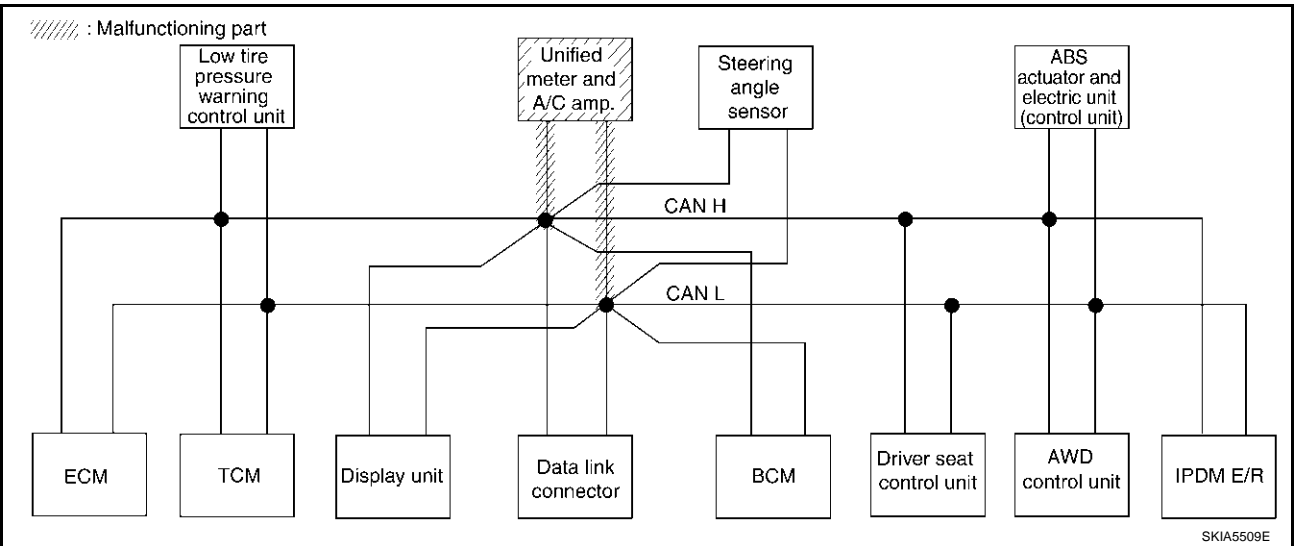 : Malfunctioning part
Low tire
pressure
warning
control unit
Unified
meter and
A/C amp.
Steering
angle
sensor
ABS
actuator and
electric unit
(control unit)
CAN H
CAN L
ECM
TCM
Display unit
Data link
connector
BCM
Driver seat
control unit
AWD
control unit
IPDM E/R
SKIA5509E